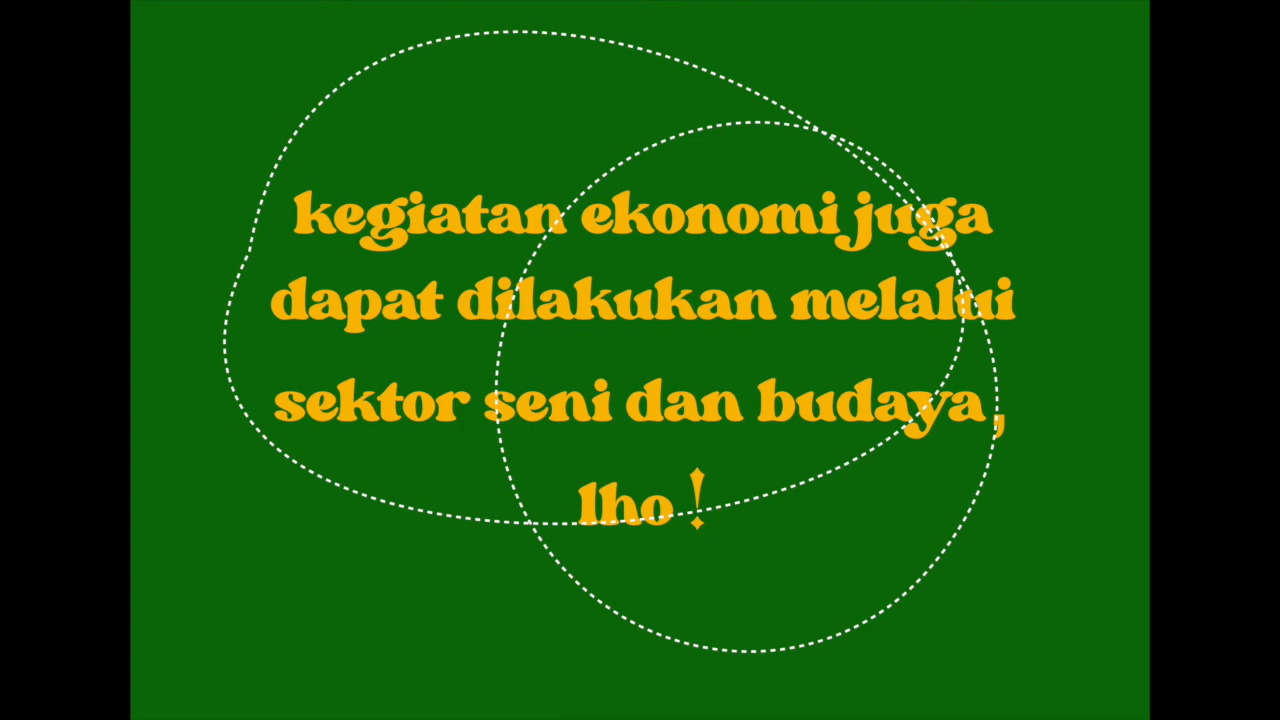 kegiatan ekonomi juga
dapat dilakukan melalui
sektor seni dan budaya,
lho!